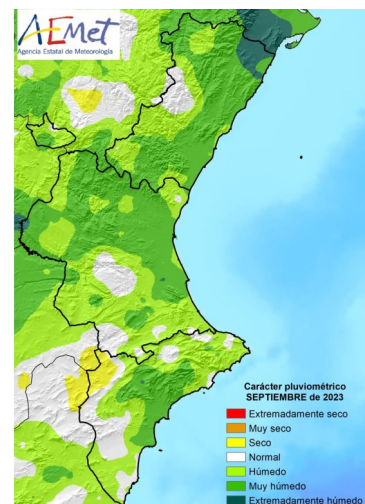 AEMet
Agencia Estatal de Meteorología
Carácter pluviométrico
SEPTIEMBRE de 2023
Extremadamente seco
Muy seco
Seco
Normal
Húmedo
Muy húmedo
Extremadamente húmedo